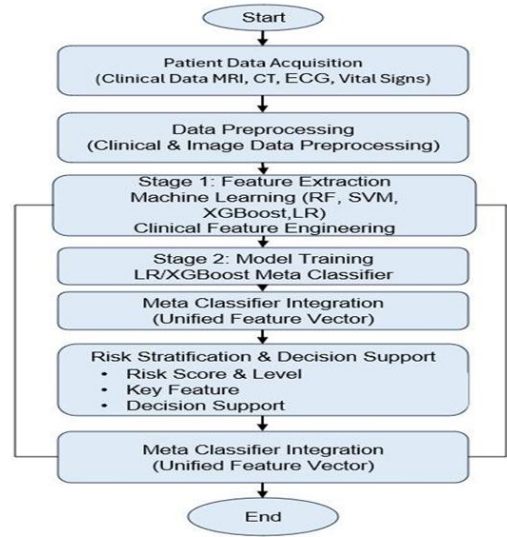 Start
Patient Data Acquisition
(Clinical Data MRI, CT, ECG, Vital Signs)
Data Preprocessing
(Clinical & Image Data Preprocessing)
Stage 1: Feature Extraction
Machine Learning (RF, SVM,
XGBoost,LR)
Clinical Feature Engineering
Stage 2: Model Training
LR/XGBoost Meta Classifier
Meta Classifier Integration
(Unified Feature Vector)
Risk Stratification & Decision Support
• Risk Score & Level
• Key Feature
• Decision Support
Meta Classifier Integration
(Unified Feature Vector)
End